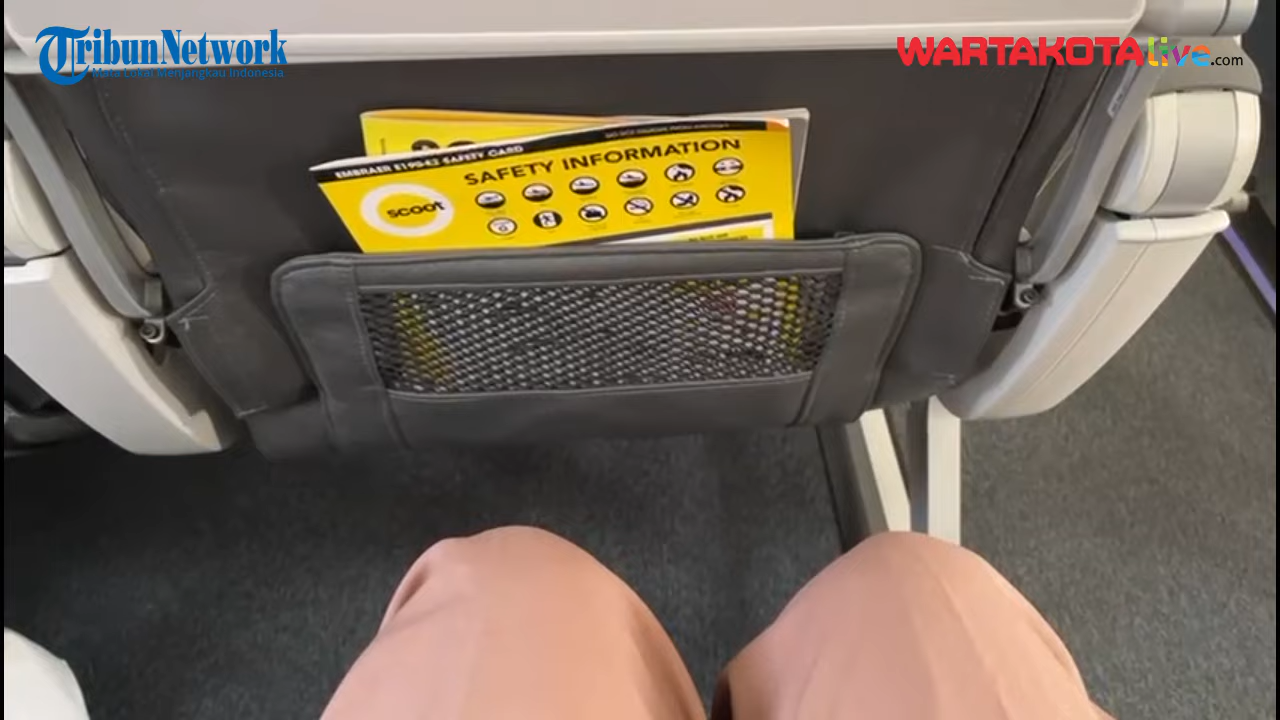 TribunNetwork
Mata Lokal Menjangkau Indonesia
WARTAKOTAlive.com
EMBRAER E190-E2 SAFETY CARD
SAFETY INFORMATION
scoot